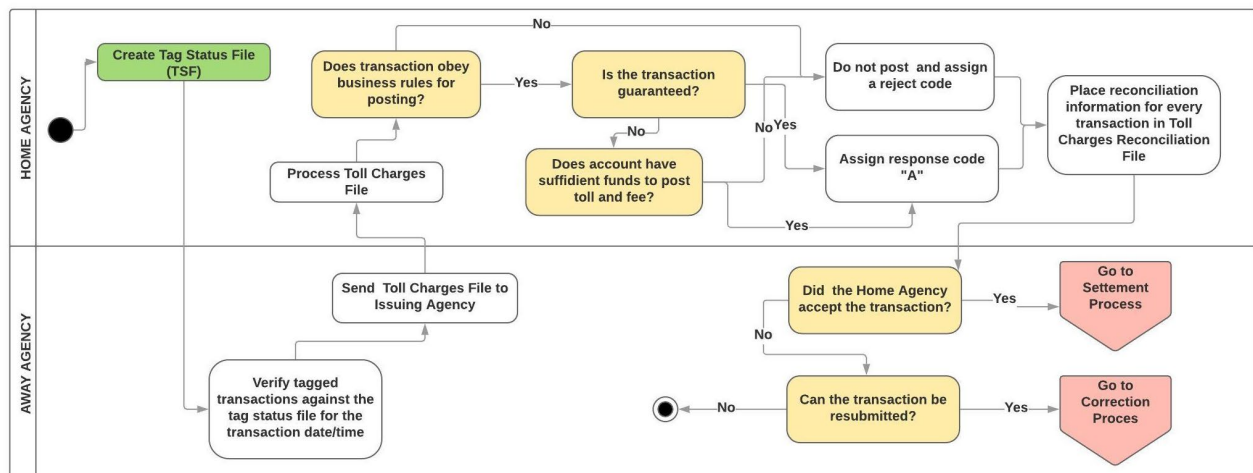 HOME AGENCY
Create Tag Status File
(TSF)
Does transaction obey
business rules for
posting?
No
Yes
Is the transaction
guaranteed?
No
Yes
Does account have
suffidient funds to post
toll and fee?
No
Yes
Do not post and assign
a reject code
Assign response code
"A"
Place reconciliation
information for every
transaction in Toll
Charges Reconciliation
File
Process Toll Charges
File
AWAY AGENCY
Send Toll Charges File to
Issuing Agency
Verify tagged
transactions against the
tag status file for the
transaction date/time
Did the Home Agency
accept the transaction?
Yes
Go to
Settement
Process
No
Can the transaction be
resubmitted?
No
Yes
Go to
Correction
Proces